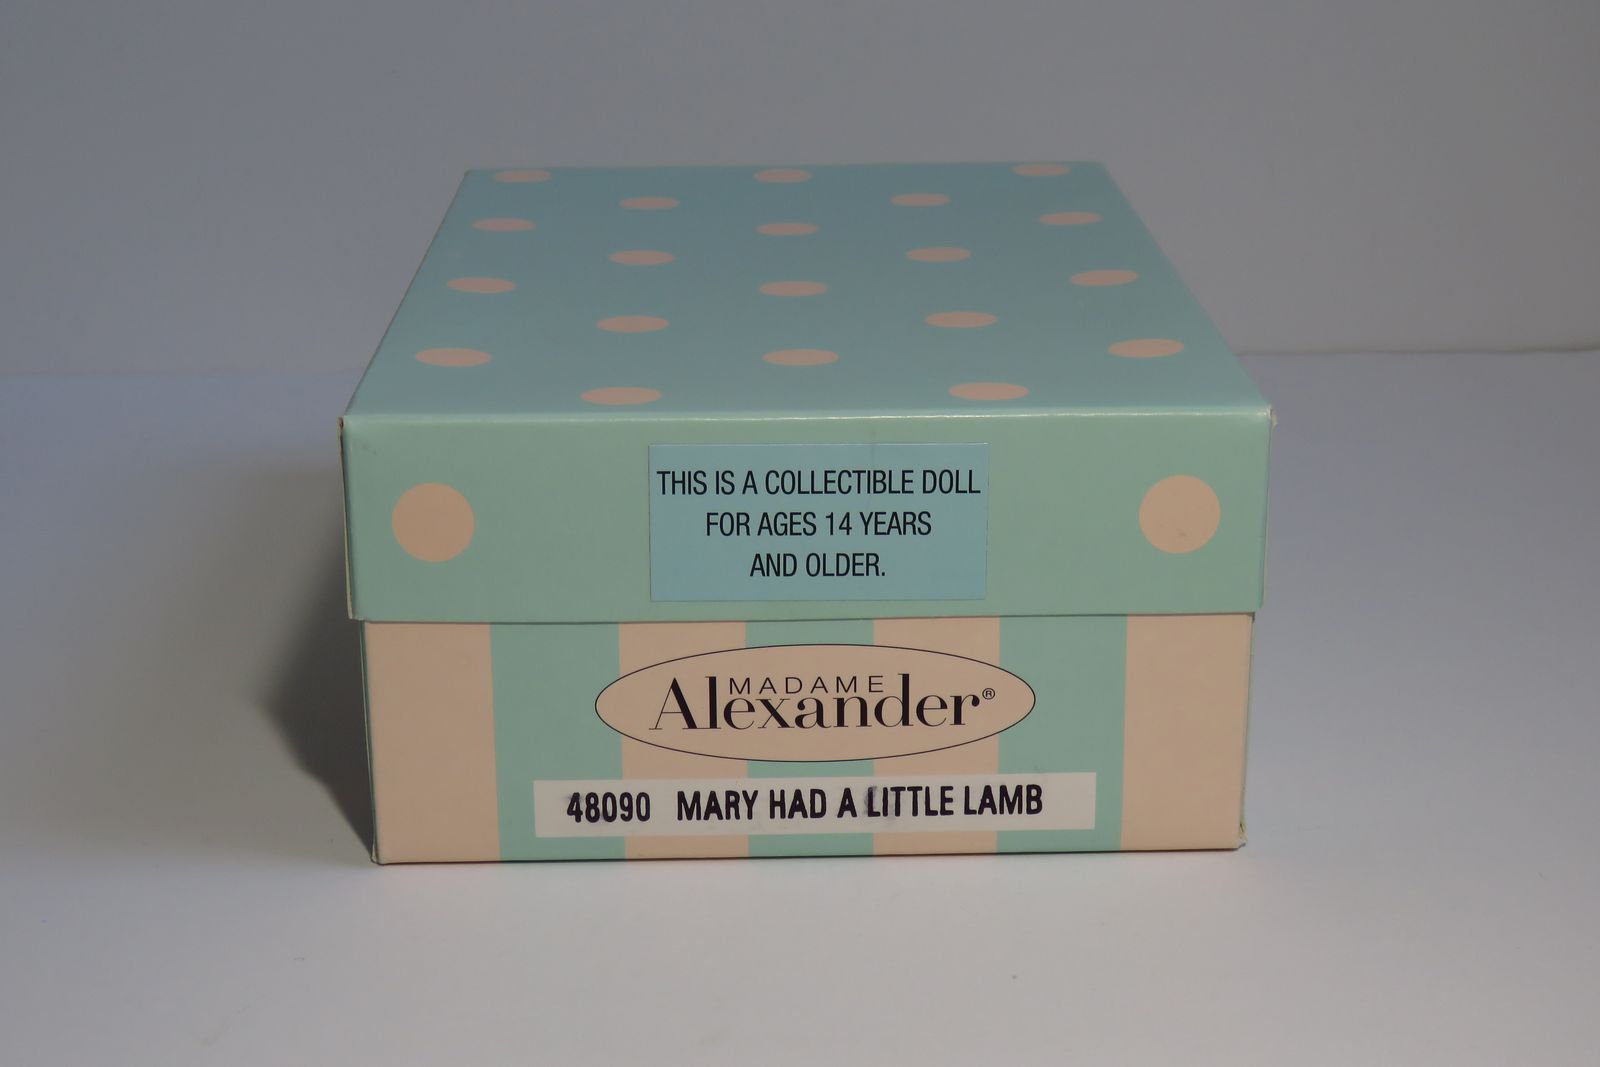 THIS IS A COLLECTIBLE DOLL
FOR AGES 14 YEARS
AND OLDER.
MADAME
Alexander®
48090 MARY HAD A LITTLE LAMB